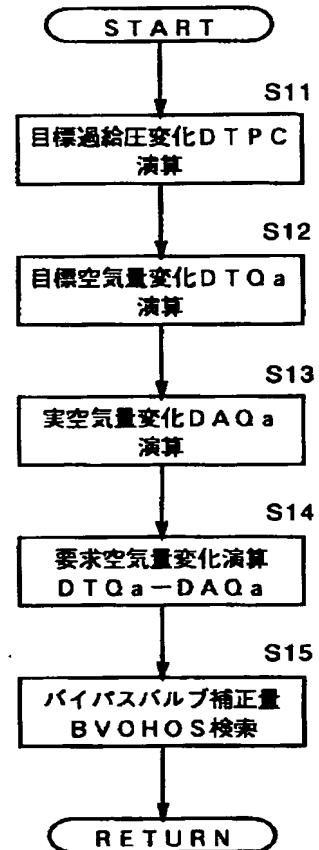 START
S11
目標過給圧変化DTPC
演算
S12
目標空気量変化DTQa
演算
S13
実空気量変化DAQa
演算
S14
要求空気量変化演算
DTQa－DAQa
S15
バイパスバルブ補正量
BVOHOS検索
RETURN